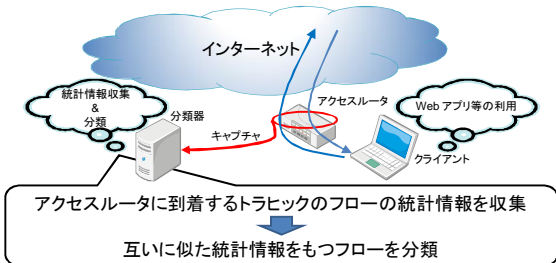 インターネット
統計情報収集
&
分類
分類器
キャプチャ
アクセスルータ
Webアプリ等の利用
クライアント
アクセスルータに到着するトラヒックのフローの統計情報を収集
互いに似た統計情報をもつフローを分類